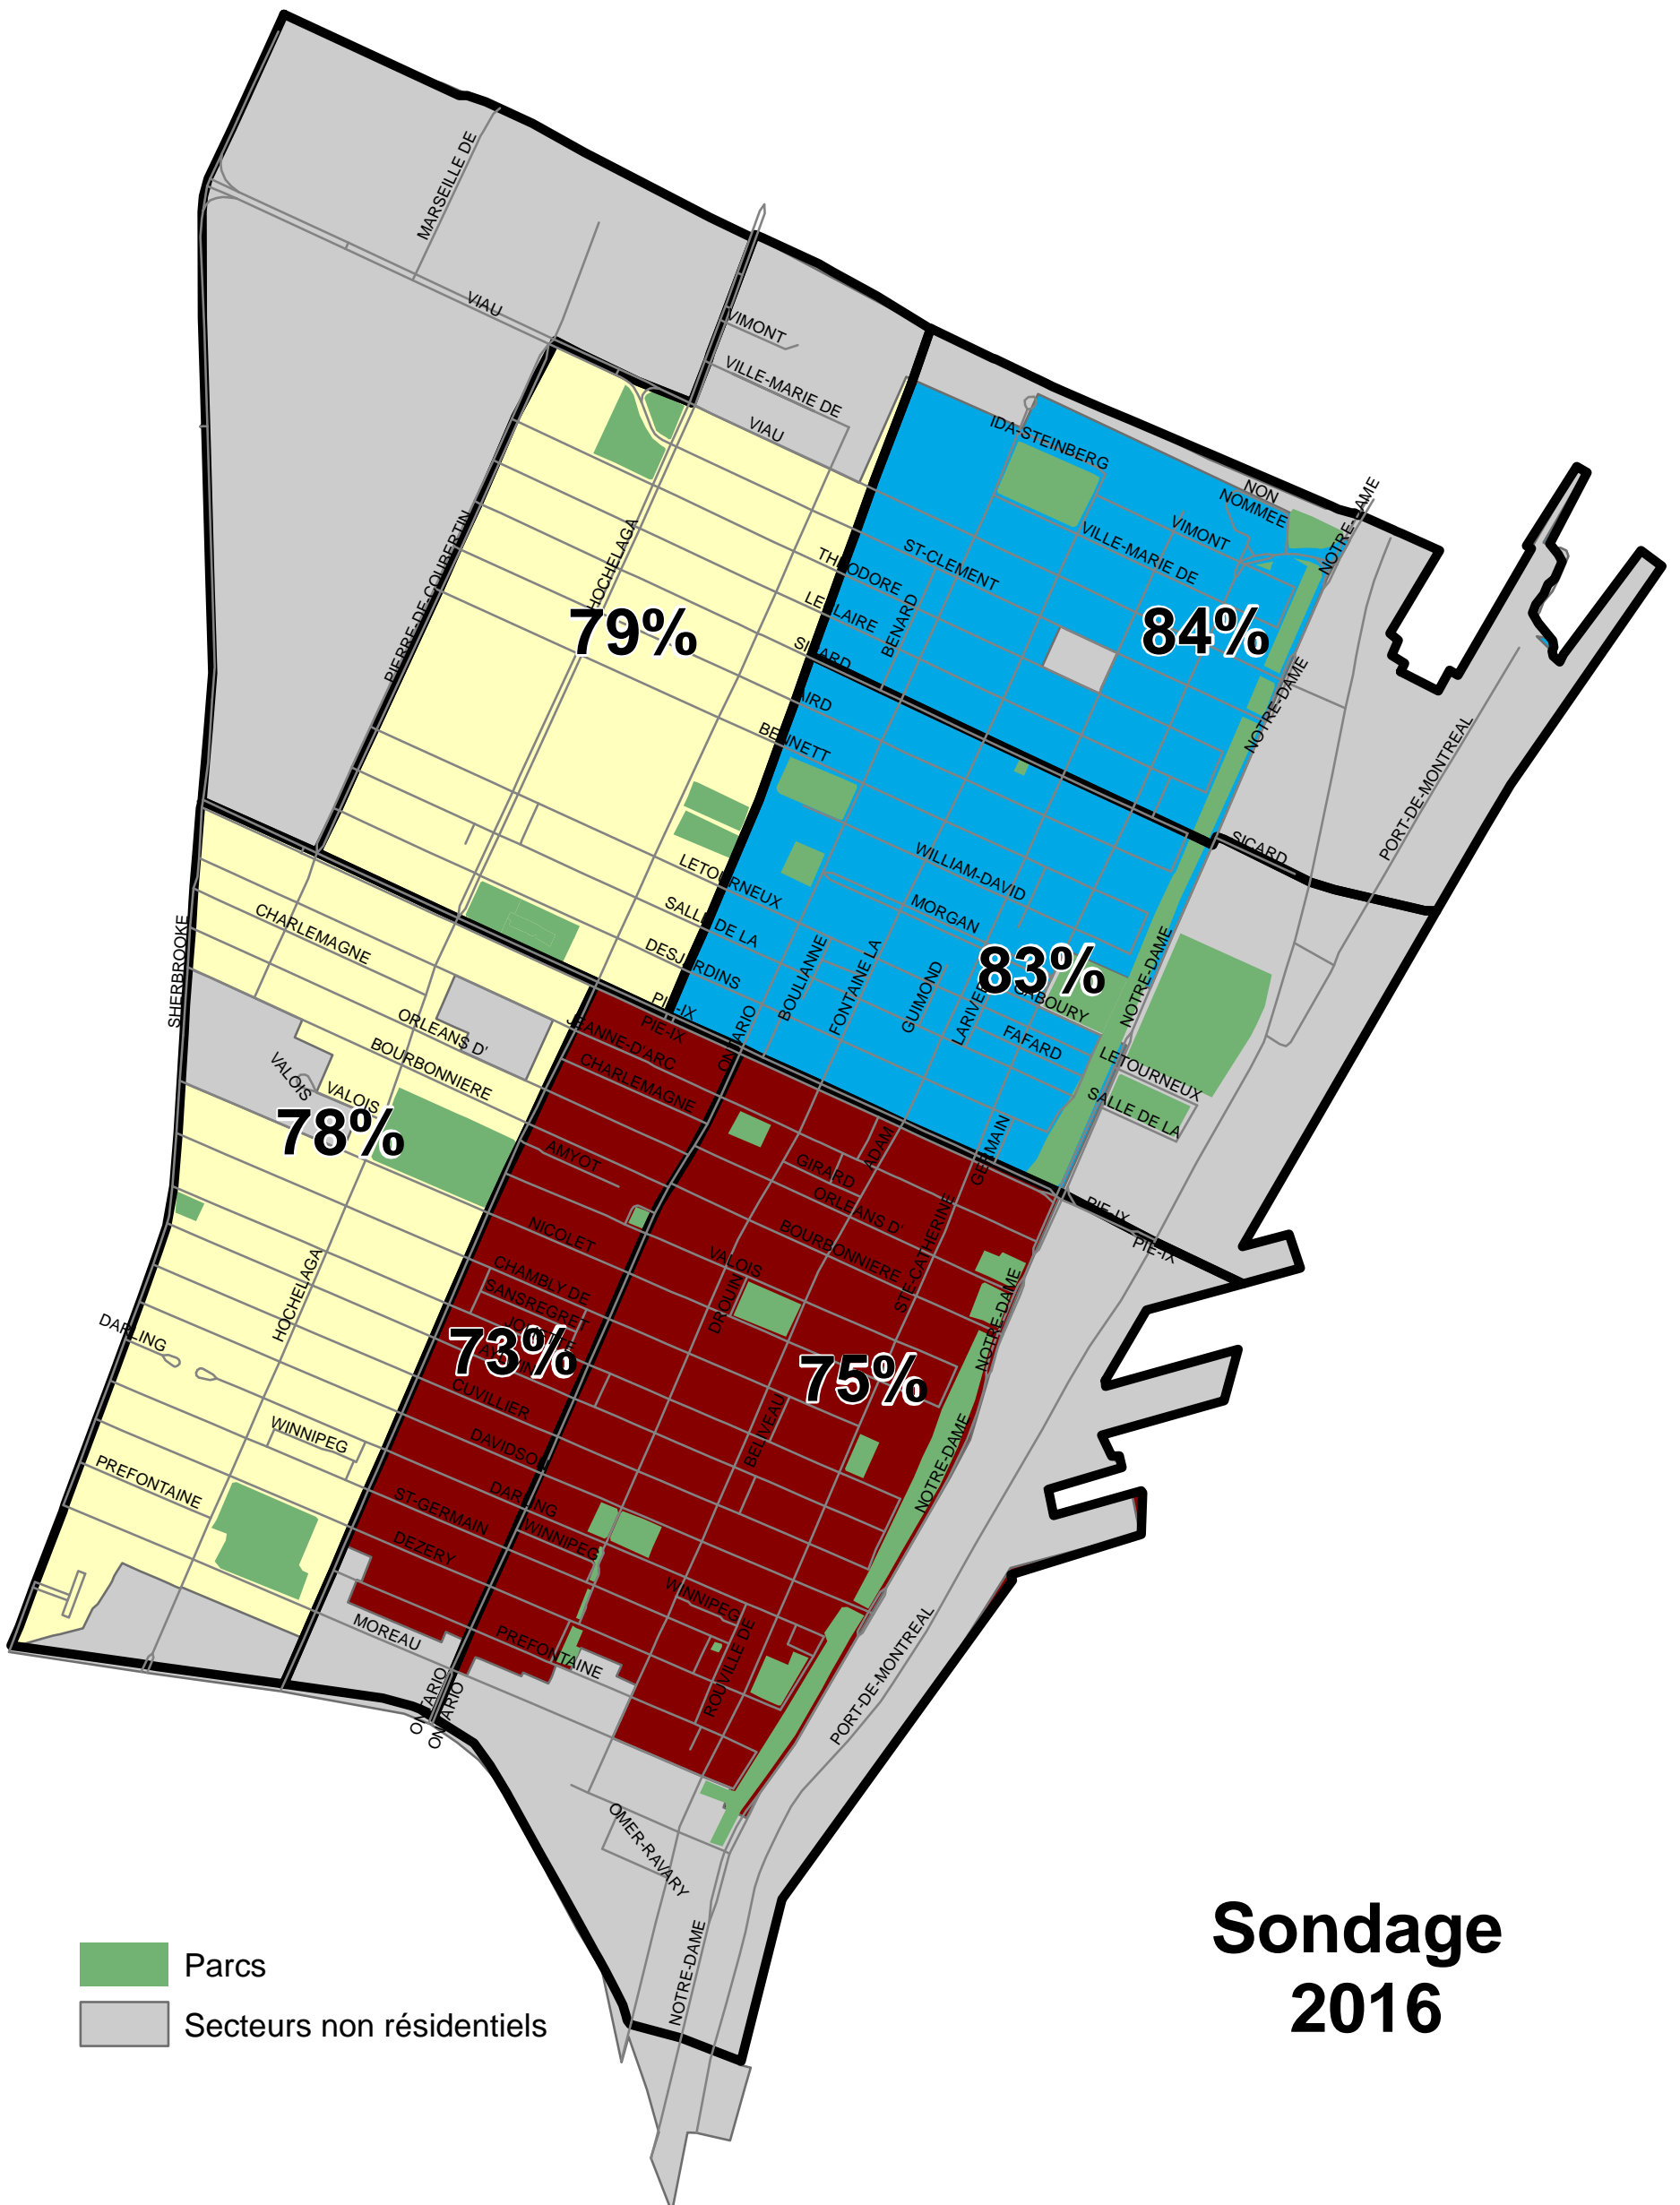 MARSEILLE DE
VIAU
VIMONT
VILLE-MARIE DE
VIAU
IDA-STEINBERG
NON
NOMMEE
NOTRE-DAME
VIMONT
VILLE-MARIE DE
ST-CLEMENT
HOCHELAGA
PIERRE-DE-COUBERTIN
BENARD
SICARD
79%
84%
BENNETT
NOTRE-DAME
PORT-DE-MONTREAL
SICARD
WILLIAM-DAVID
MORGAN
LETOURNEUX
SALLE DE LA
DESJARDINS
CHARLEMAGNE
SHERBROOKE
BOULIANNE
FONTAINE LA
GUIMOND
83%
NOTRE-DAME
FAFARD
LETOURNEUX
SALLE DE LA
PIE-IX
PIE-IX
ONTARIO
JEANNE-D'ARC
CHARLEMAGNE
ORLEANS D'
BOURBONNIERE
VALOIS
VALOIS
78%
AMYOT
ADAM
GERMAIN
GIRARD
ORLEANS D'
BOURBONNIERE
STE-CATHERINE
PIE-IX
PIE-IX
NICOLET
VALOIS
CHAMBLY DE
SANSREGRET
DROUIN
NOTRE-DAME
HOCHELAGA
DARLING
73%
75%
CUVILLIER
BELIVEAU
DAVIDSON
NOTRE-DAME
WINNIPEG
PREFONTAINE
DARLING
WINNIPEG
ST-GERMAIN
DEZERY
WINNIPEG
ROUVILLE DE
MOREAU
PREFONTAINE
ONTARIO
ONTARIO
PORT-DE-MONTREAL
OMER-RAVARY
NOTRE-DAME
Parcs
Secteurs non résidentiels
Sondage
2016